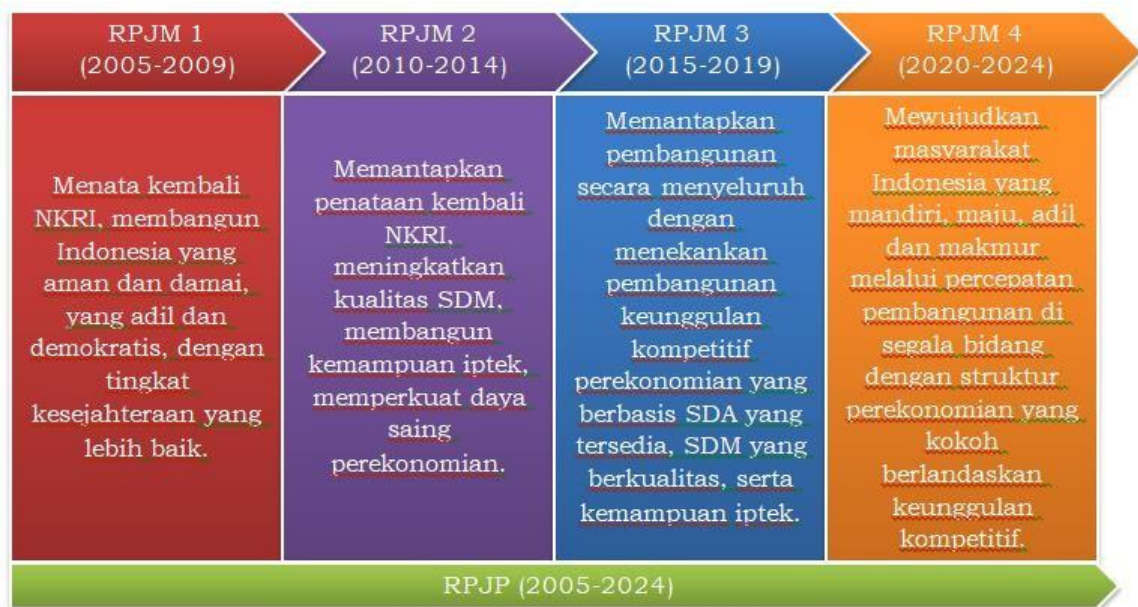 RPJM 1
(2005-2009)
Menata kembali
NKRI, membangun
Indonesia yang
aman dan damai,
yang adil dan
demokratis, dengan
tingkat
kesejahteraan yang
lebih baik.
RPJM 2
(2010-2014)
Memantapkan
penataan kembali
NKRI,
meningkatkan
kualitas SDM,
membangun
kemampuan iptek,
memperkuat daya
saing
perekonomian.
RPJM 3
(2015-2019)
Memantapkan
pembangunan
secara menyeluruh
dengan
menekankan
pembangunan
keunggulan
kompetitif
perekonomian yang
berbasis SDA yang
tersedia, SDM yang
berkualitas, serta
kemampuan iptek.
RPJM 4
(2020-2024)
Mewujudkan
masyarakat
Indonesia yang
mandiri, maju, adil
dan makmur
melalui percepatan
pembangunan di
segala bidang
dengan struktur
perekonomian yang
kokoh
berlandaskan
keunggulan
kompetitif.
RPJP (2005-2024)